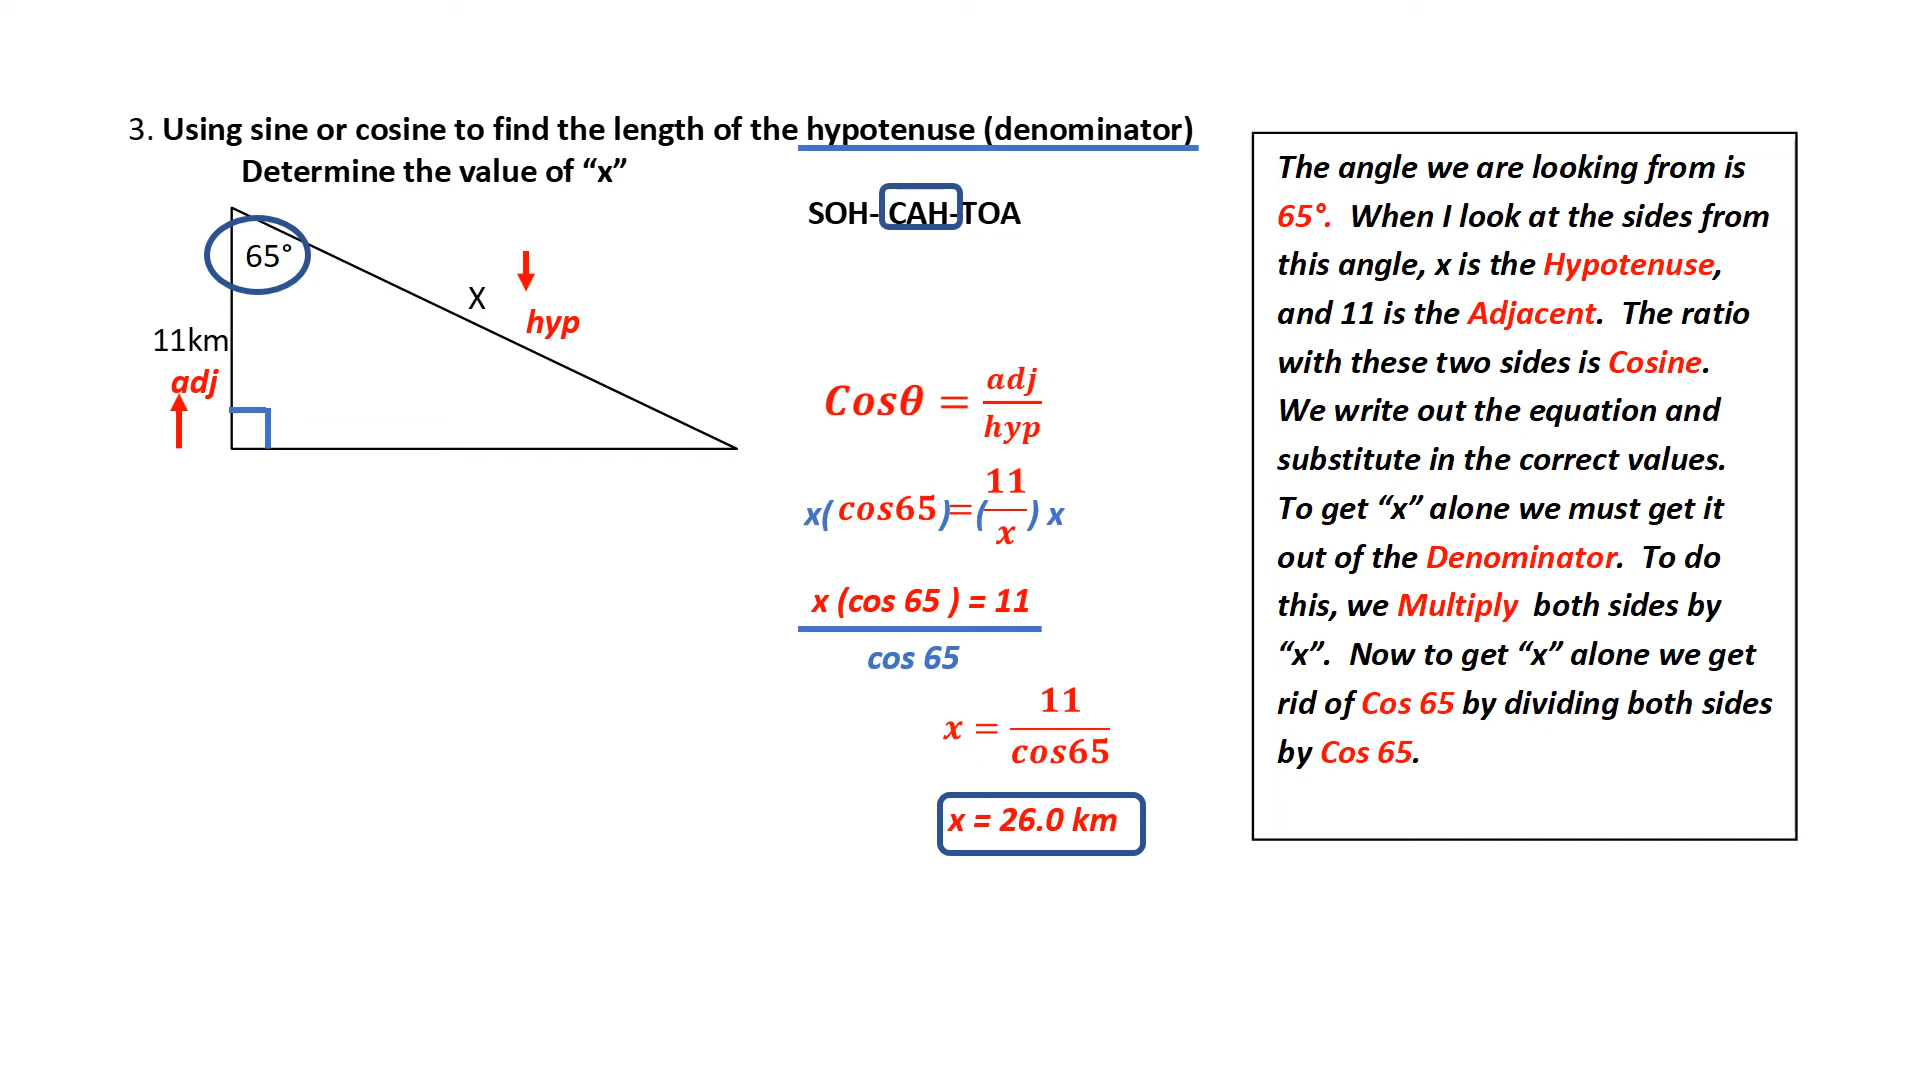 3. Using sine or cosine to find the length of the hypotenuse (denominator)
Determine the value of “x”
SOH- CAH-TOA
65°
X
hyp
11km
adj
Cosθ = adj/hyp
x( cos65 )=( 11/x ) x
x (cos 65 ) = 11
cos 65
x = 11/cos65
x = 26.0 km
The angle we are looking from is
65°. When I look at the sides from
this angle, x is the Hypotenuse,
and 11 is the Adjacent. The ratio
with these two sides is Cosine.
We write out the equation and
substitute in the correct values.
To get “x” alone we must get it
out of the Denominator. To do
this, we Multiply both sides by
“x”. Now to get “x” alone we get
rid of Cos 65 by dividing both sides
by Cos 65.